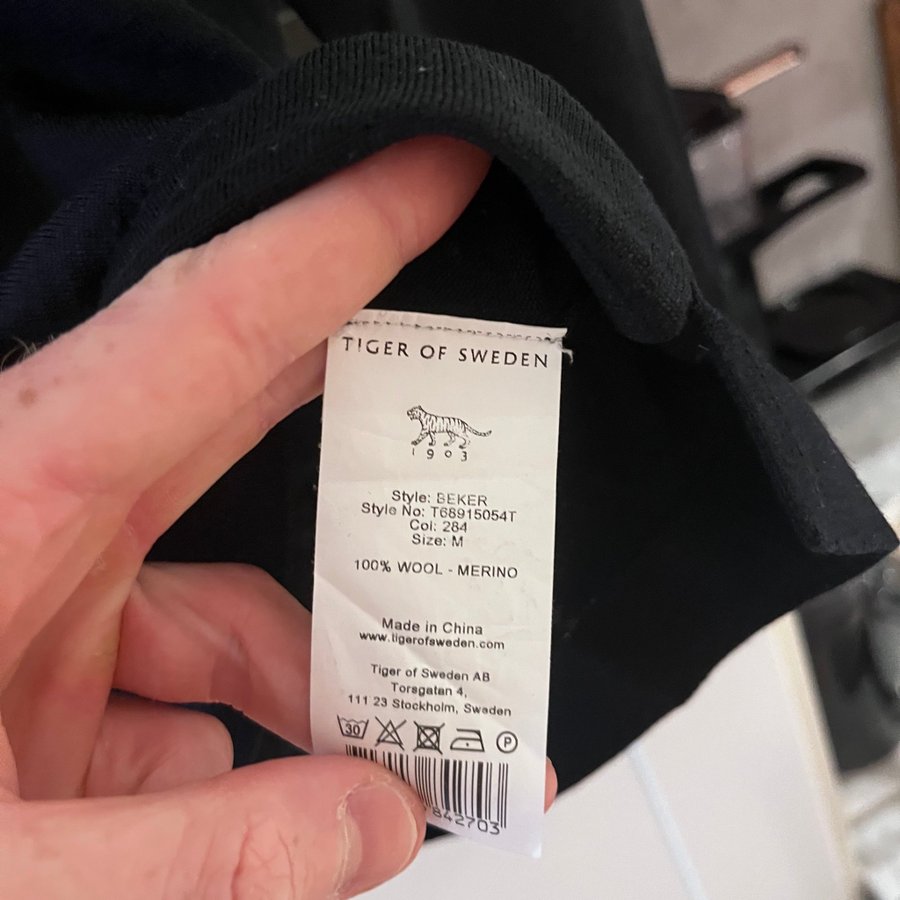 TIGER OF SWEDEN
1903
Style: BEKER
Style No: T68915054T
Col: 284
Size: M
100% WOOL - MERINO
Made in China
www.tigerofsweden.com
Tiger of Sweden AB
Torsgatan 4,
111 23 Stockholm, Sweden
30 P
842703